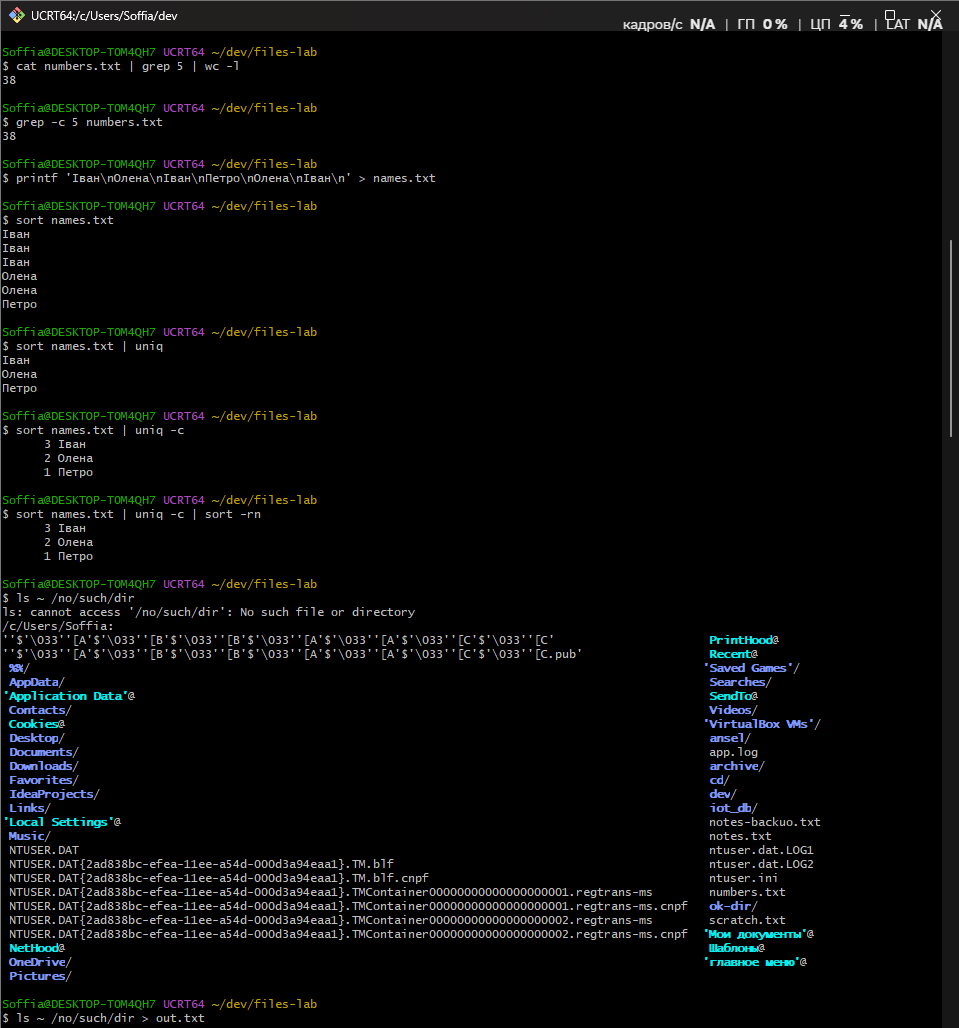 UCRT64:/c/Users/Soffia/dev
кадров/с N/A | ГП 0 % | ЦП 4 % | LAT N/A
Soffia@DESKTOP-TOM4QH7 UCRT64 ~/dev/files-lab
$ cat numbers.txt | grep 5 | wc -l
38
Soffia@DESKTOP-TOM4QH7 UCRT64 ~/dev/files-lab
$ grep -c 5 numbers.txt
38
Soffia@DESKTOP-TOM4QH7 UCRT64 ~/dev/files-lab
$ printf 'Іван\nОлена\nІван\nПетро\nОлена\nІван\n' > names.txt
Soffia@DESKTOP-TOM4QH7 UCRT64 ~/dev/files-lab
$ sort names.txt
Іван
Іван
Іван
Олена
Олена
Петро
Soffia@DESKTOP-TOM4QH7 UCRT64 ~/dev/files-lab
$ sort names.txt | uniq
Іван
Олена
Петро
Soffia@DESKTOP-TOM4QH7 UCRT64 ~/dev/files-lab
$ sort names.txt | uniq -c
3 Іван
2 Олена
1 Петро
Soffia@DESKTOP-TOM4QH7 UCRT64 ~/dev/files-lab
$ sort names.txt | uniq -c | sort -rn
3 Іван
2 Олена
1 Петро
Soffia@DESKTOP-TOM4QH7 UCRT64 ~/dev/files-lab
$ ls ~ /no/such/dir
ls: cannot access '/no/such/dir': No such file or directory
/c/Users/Soffia:
''$'\033''[A'$'\033''[B'$'\033''[B'$'\033''[A'$'\033''[A'$'\033''[C'$'\033''[C' PrintHood@
''$'\033''[A'$'\033''[B'$'\033''[B'$'\033''[A'$'\033''[A'$'\033''[C'$'\033''[C.pub' Recent@
%%/ 'Saved Games'/
AppData/ Searches/
'Application Data'@ SendTo@
Contacts/ Videos/
Cookies@ 'VirtualBox VMs'/
Desktop/ ansel/
Documents/ app.log
Downloads/ archive/
Favorites/ cd/
IdeaProjects/ dev/
Links/ iot_db/
'Local Settings'@ notes-backuo.txt
Music/ notes.txt
NTUSER.DAT ntuser.dat.LOG1
NTUSER.DAT{2ad838bc-efea-11ee-a54d-000d3a94eaa1}.TM.blf ntuser.dat.LOG2
NTUSER.DAT{2ad838bc-efea-11ee-a54d-000d3a94eaa1}.TM.blf.cnpf ntuser.ini
NTUSER.DAT{2ad838bc-efea-11ee-a54d-000d3a94eaa1}.TMContainer00000000000000000001.regtrans-ms numbers.txt
NTUSER.DAT{2ad838bc-efea-11ee-a54d-000d3a94eaa1}.TMContainer00000000000000000001.regtrans-ms.cnpf ok-dir/
NTUSER.DAT{2ad838bc-efea-11ee-a54d-000d3a94eaa1}.TMContainer00000000000000000002.regtrans-ms scratch.txt
NTUSER.DAT{2ad838bc-efea-11ee-a54d-000d3a94eaa1}.TMContainer00000000000000000002.regtrans-ms.cnpf 'Мои документы'@
NetHood@ Шаблоны@
OneDrive/ 'главное меню'@
Pictures/
Soffia@DESKTOP-TOM4QH7 UCRT64 ~/dev/files-lab
$ ls ~ /no/such/dir > out.txt